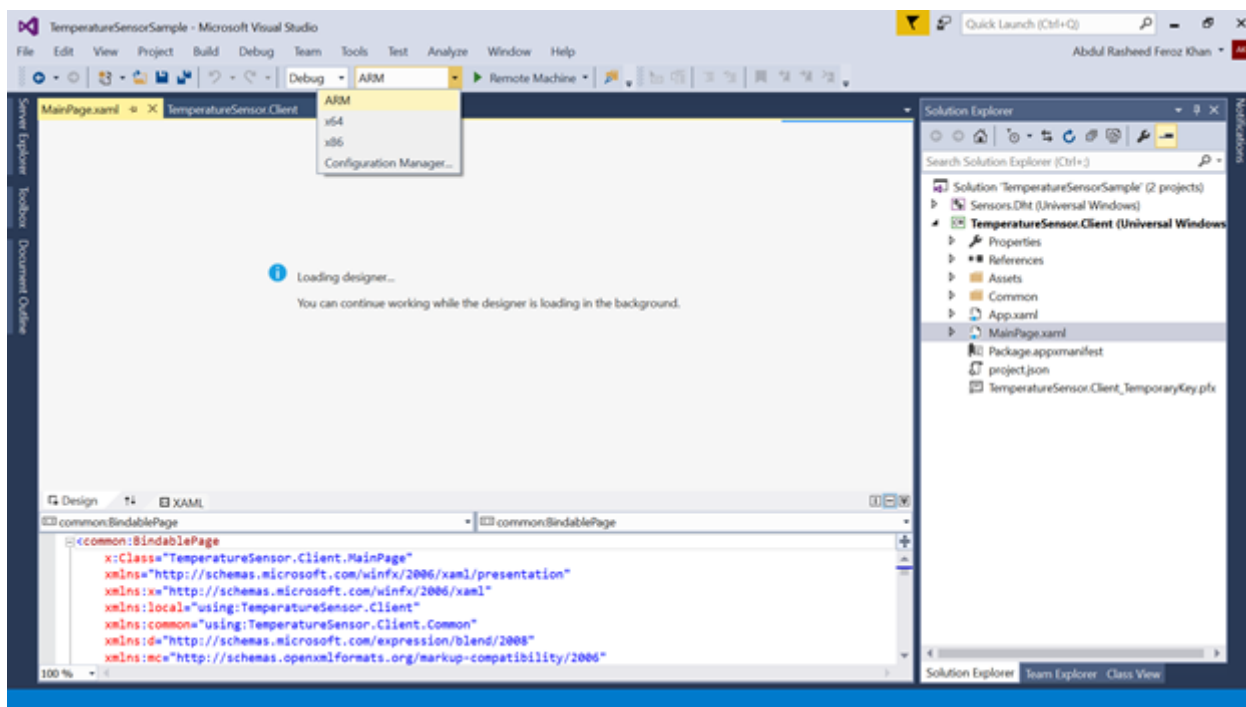 TemperatureSensorSample - Microsoft Visual Studio
Quick Launch (Ctrl+Q)
File Edit View Project Build Debug Team Tools Test Analyze Window Help
Abdul Rasheed Feroz Khan
Debug ARM Remote Machine
MainPage.xaml TemperatureSensor.Client
ARM
x64
x86
Configuration Manager...
Server Explorer
Toolbox
Document Outline
Loading designer...
You can continue working while the designer is loading in the background.
Design XAML
common:BindablePage common:BindablePage
<common:BindablePage
x:Class="TemperatureSensor.Client.MainPage"
xmlns="http://schemas.microsoft.com/winfx/2006/xaml/presentation"
xmlns:x="http://schemas.microsoft.com/winfx/2006/xaml"
xmlns:local="using:TemperatureSensor.Client"
xmlns:common="using:TemperatureSensor.Client.Common"
xmlns:d="http://schemas.microsoft.com/expression/blend/2008"
xmlns:mc="http://schemas.openxmlformats.org/markup-compatibility/2006"
100 %
Solution Explorer
Search Solution Explorer (Ctrl+;)
Solution 'TemperatureSensorSample' (2 projects)
Sensors.Dht (Universal Windows)
TemperatureSensor.Client (Universal Windows
Properties
References
Assets
Common
App.xaml
MainPage.xaml
Package.appxmanifest
project.json
TemperatureSensor.Client_TemporaryKey.pfx
Solution Explorer Team Explorer Class View
Notifications